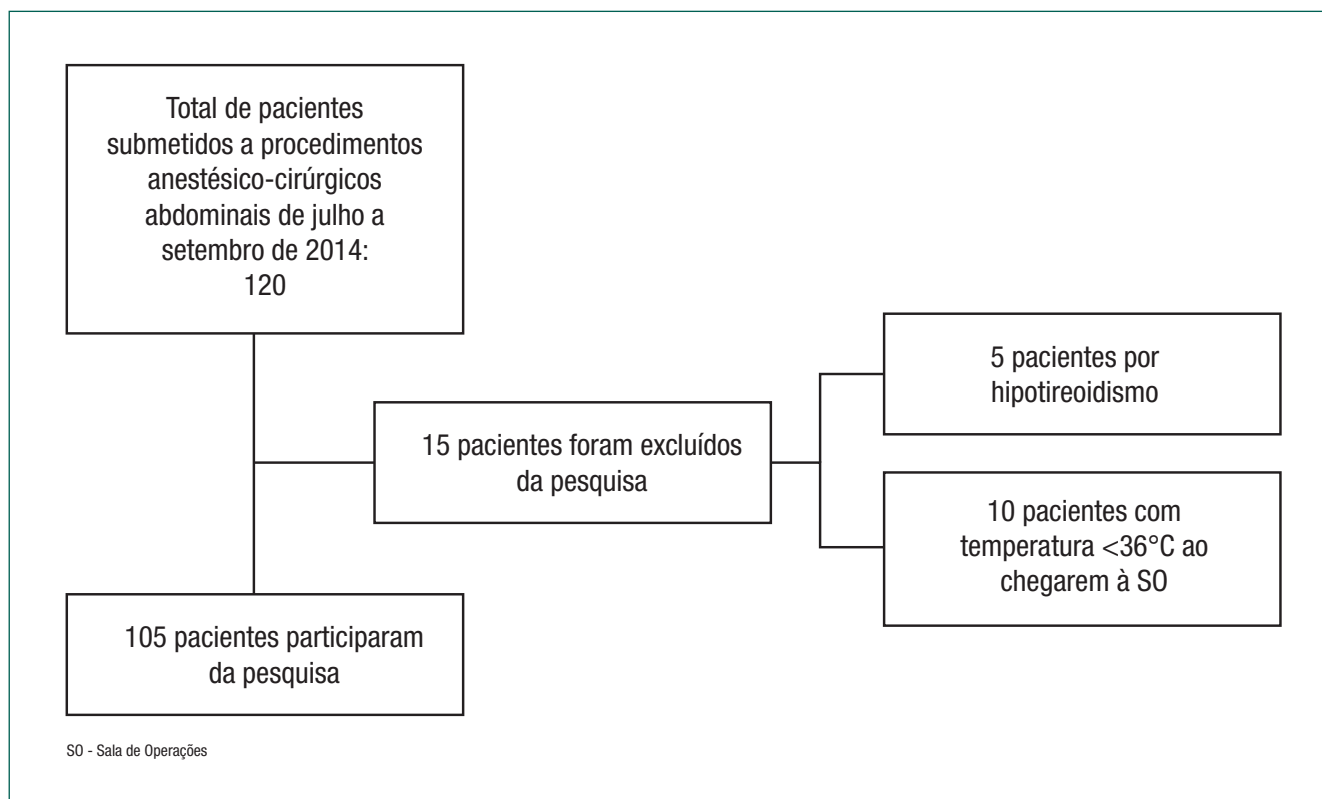 Total de pacientes
submetidos a procedimentos
anestésico-cirúrgicos
abdominais de julho a
setembro de 2014:
120
15 pacientes foram excluídos
da pesquisa
5 pacientes por
hipotireoidismo
10 pacientes com
temperatura <36°C ao
chegarem à SO
105 pacientes participaram
da pesquisa
SO - Sala de Operações